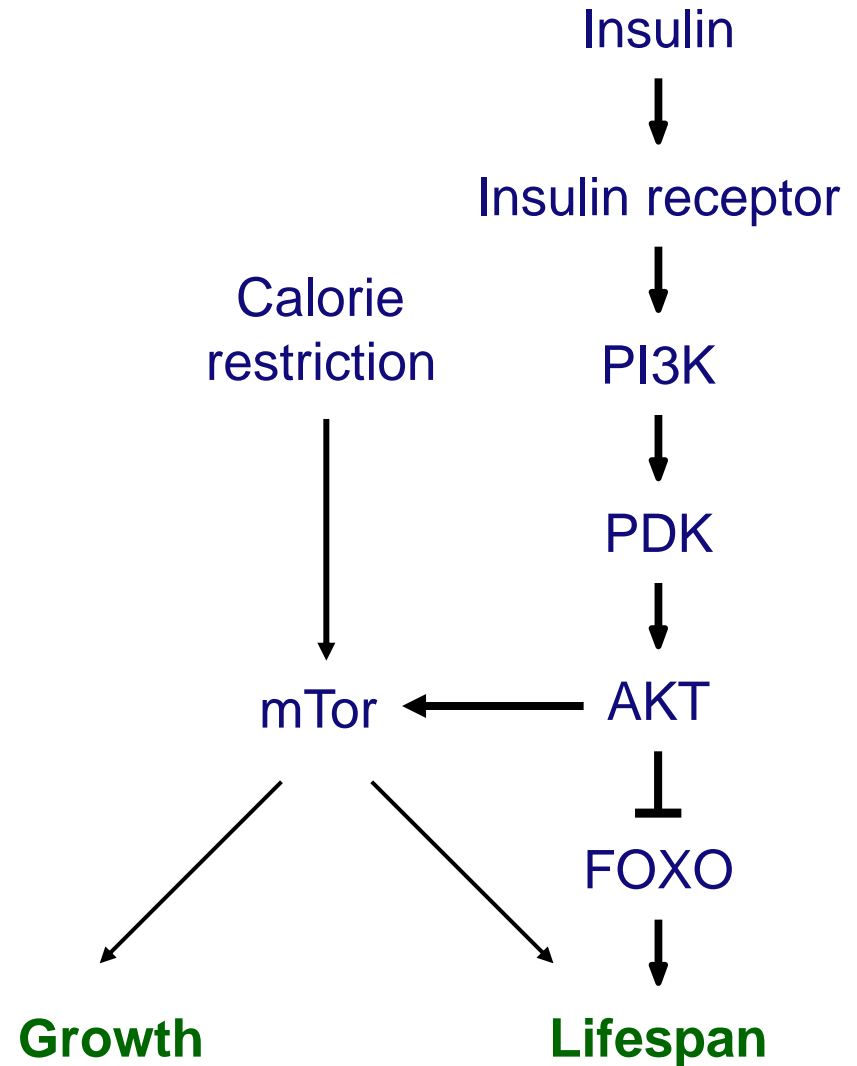 Insulin
Insulin receptor
Calorie
restriction
PI3K
PDK
mTor
AKT
FOXO
Growth
Lifespan